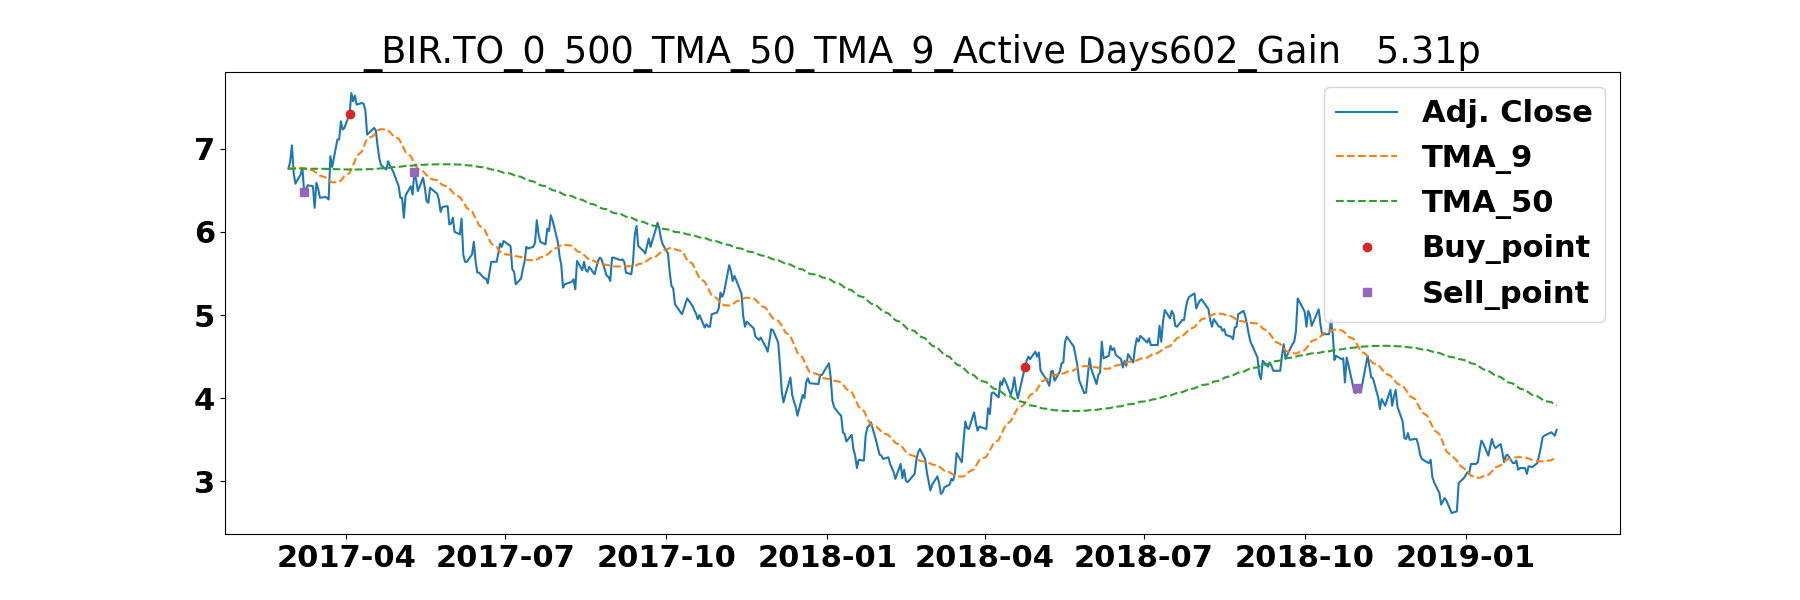 _BIR.TO_0_500_TMA_50_TMA_9_Active Days602_Gain   5.31p
Adj. Close
TMA_9
TMA_50
Buy_point
Sell_point
7
6
5
4
3
2017-04 2017-07 2017-10 2018-01 2018-04 2018-07 2018-10 2019-01